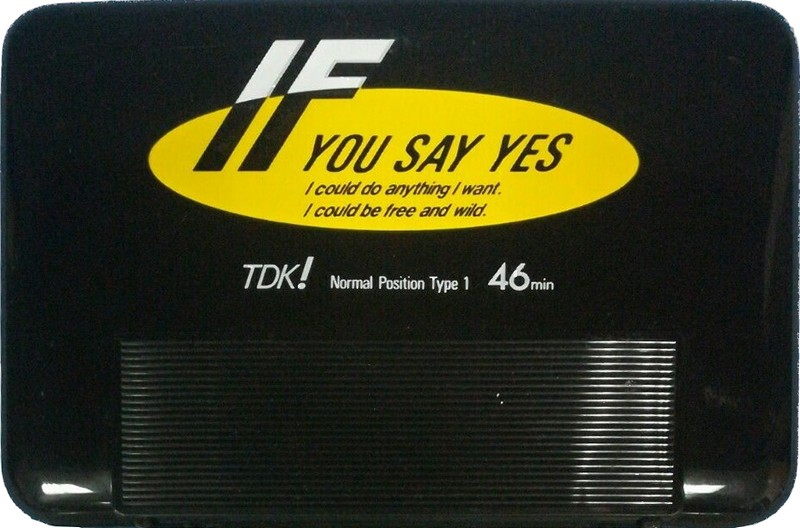 IF YOU SAY YES
I could do anything I want.
I could be free and wild.
TDK! Normal Position Type 1 46min